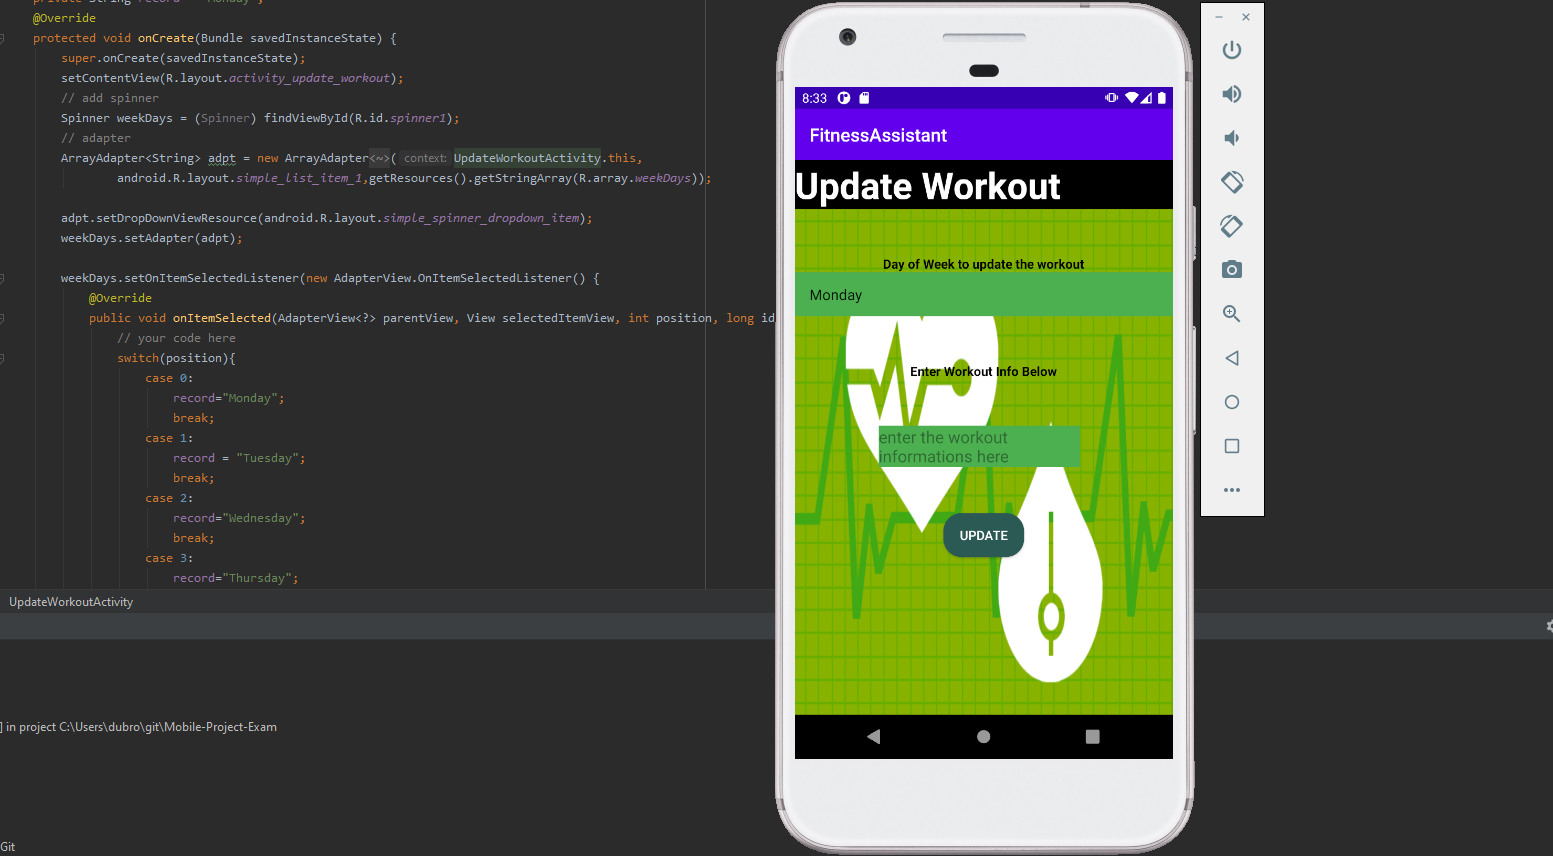 private String record = "Monday";
@Override
protected void onCreate(Bundle savedInstanceState) {
super.onCreate(savedInstanceState);
setContentView(R.layout.activity_update_workout);
// add spinner
Spinner weekDays = (Spinner) findViewById(R.id.spinner1);
// adapter
ArrayAdapter<String> adpt = new ArrayAdapter<~>( context: UpdateWorkoutActivity.this,
android.R.layout.simple_list_item_1,getResources().getStringArray(R.array.weekDays));
adpt.setDropDownViewResource(android.R.layout.simple_spinner_dropdown_item);
weekDays.setAdapter(adpt);
weekDays.setOnItemSelectedListener(new AdapterView.OnItemSelectedListener() {
@Override
public void onItemSelected(AdapterView<?> parentView, View selectedItemView, int position, long id
// your code here
switch(position){
case 0:
record="Monday";
break;
case 1:
record = "Tuesday";
break;
case 2:
record="Wednesday";
break;
case 3:
record="Thursday";
UpdateWorkoutActivity
] in project C:\Users\dubro\git\Mobile-Project-Exam
Git
8:33
FitnessAssistant
Update Workout
Day of Week to update the workout
Monday
Enter Workout Info Below
enter the workout
informations here
UPDATE